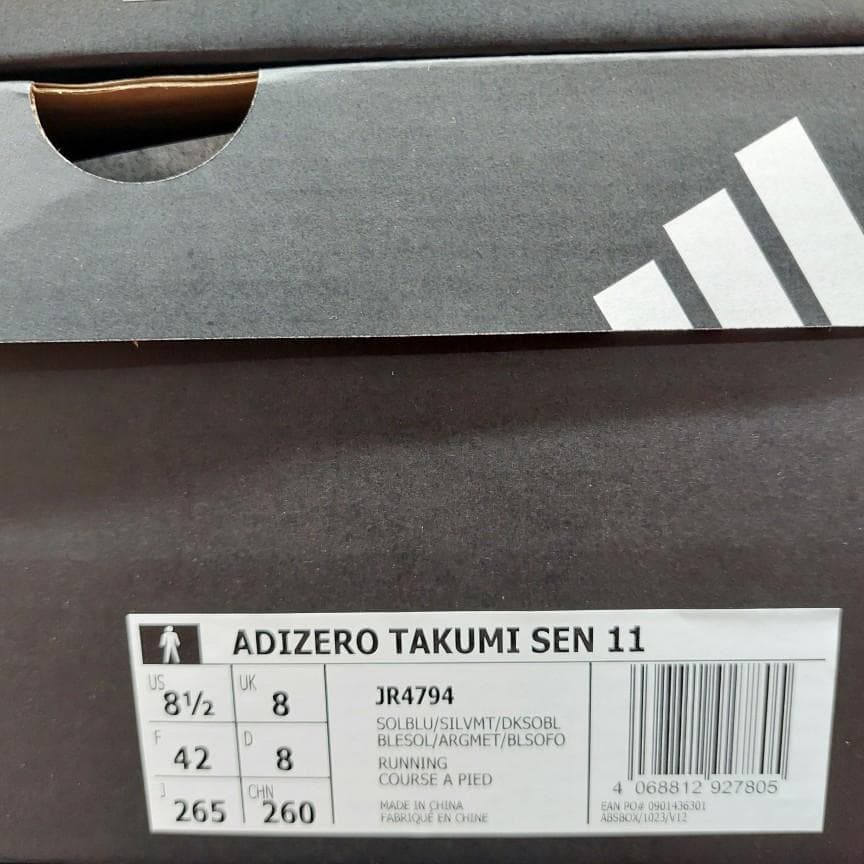 ADIZERO TAKUMI SEN 11
US 8½ UK 8
F 42 D 8
J 265 CHN 260
JR4794
SOLBLU/SILVMT/DKSOBL
BLESOL/ARGMET/BLSOFO
RUNNING
COURSE A PIED
MADE IN CHINA
FABRIQUÉ EN CHINE
4 068812 927805
EAN PO# 0901436301
ABSBOX/1023/V12